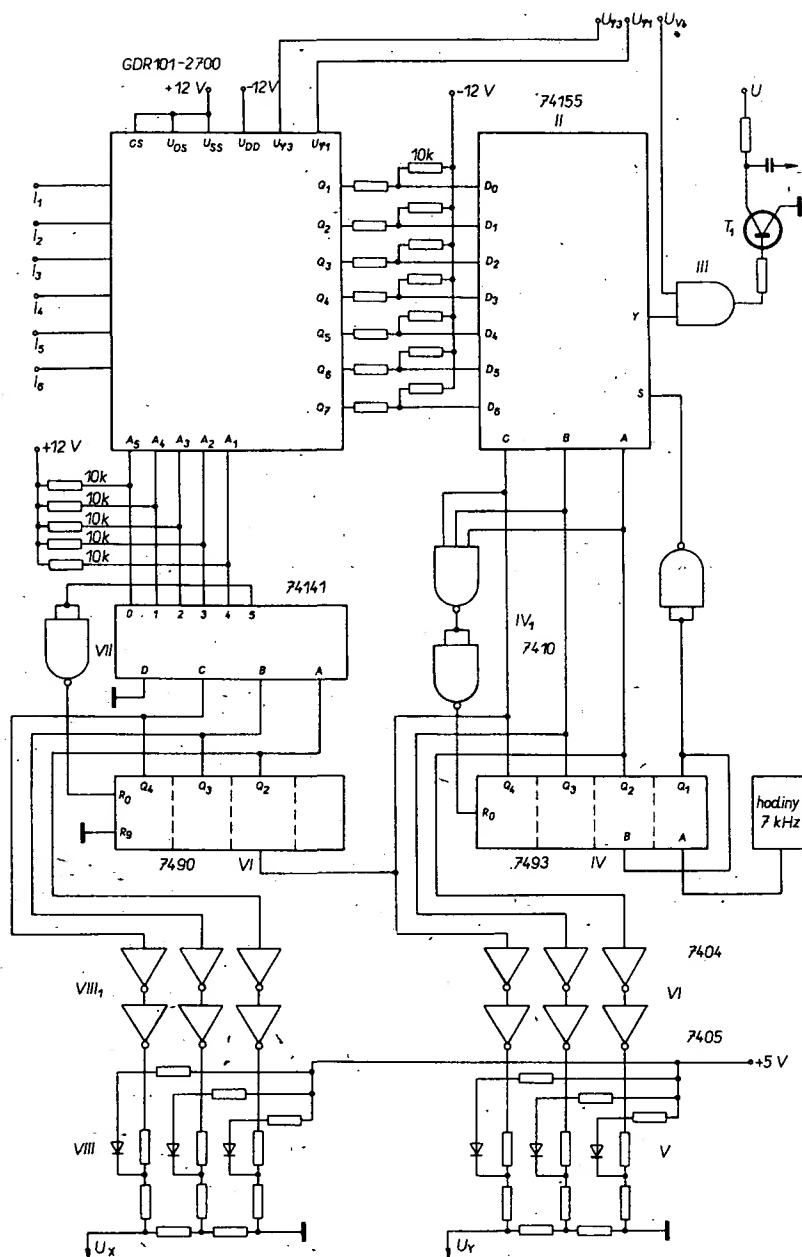 U_Y3 U_Y1 U_Vb
GDR101-2700
+12 V
-12V
-12 V
74155
II
U
CS U_OS U_SS U_DD U_Y3 U_Y1
10k
I1
I2
I3
I4
I5
I6
Q1
Q2
Q3
Q4
Q5
Q6
Q7
D0
D1
D2
D3
D4
D5
D6
T1
III
Y
S
A5 A4 A3 A2 A1
C B A
+12 V
10k
10k
10k
10k
10k
74141
0 1 2 3 4 5
VII
D C B A
IV1
7410
Q4 Q3 Q2
R0
R9
7490 VI
Q4 Q3 Q2 Q1
R0
B A
7493 IV
hodiny
7 kHz
VIII1
7404
VI
7405
+5 V
VIII
V
U_X
U_Y